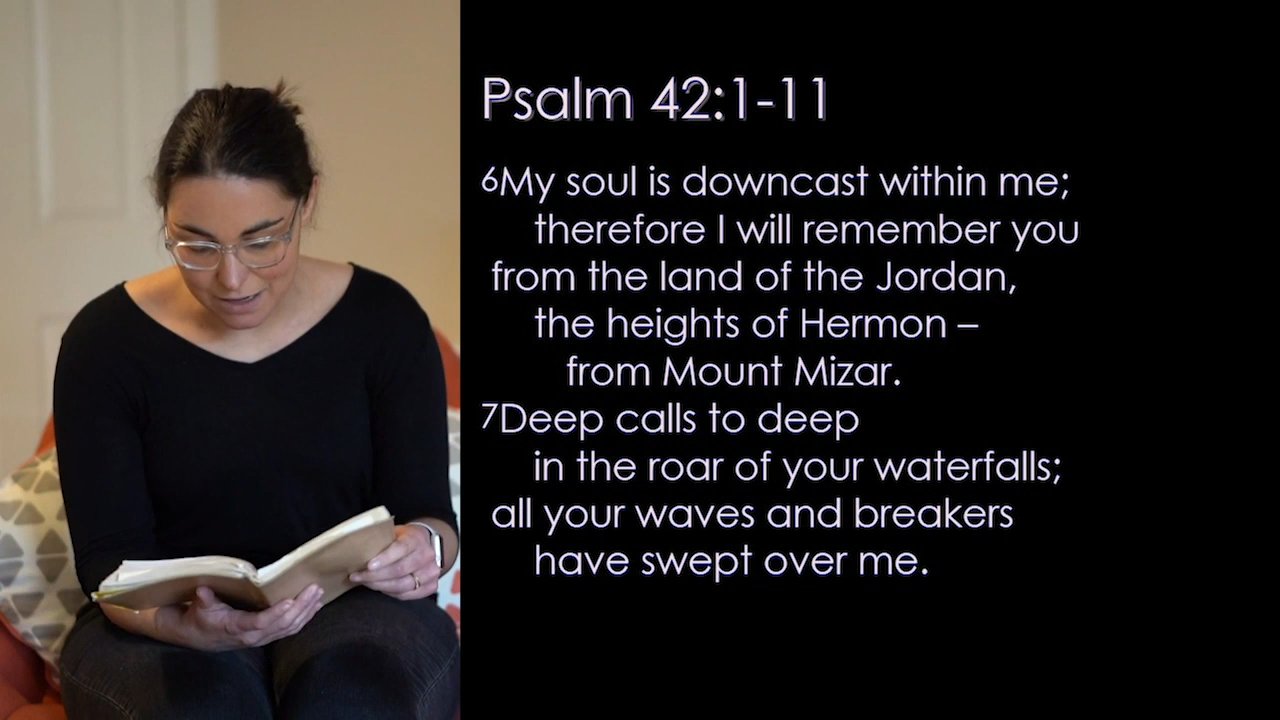 Psalm 42:1-11
6My soul is downcast within me;
therefore I will remember you
from the land of the Jordan,
the heights of Hermon –
from Mount Mizar.
7Deep calls to deep
in the roar of your waterfalls;
all your waves and breakers
have swept over me.